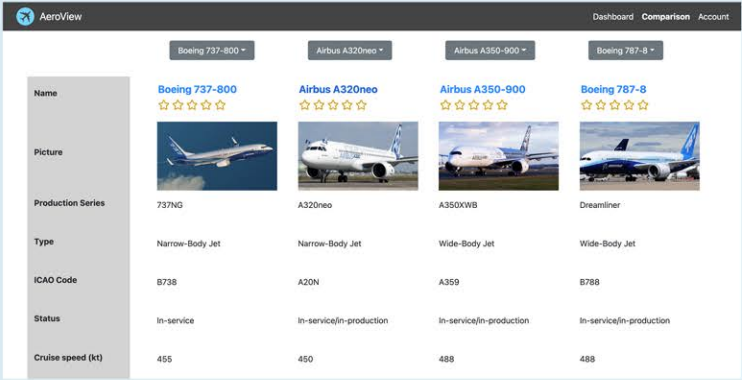 AeroView Dashboard Comparison Account
Boeing 737-800 Airbus A320neo Airbus A350-900 Boeing 787-8
Name Boeing 737-800 Airbus A320neo Airbus A350-900 Boeing 787-8
Picture
Production Series 737NG A320neo A350XWB Dreamliner
Type Narrow-Body Jet Narrow-Body Jet Wide-Body Jet Wide-Body Jet
ICAO Code B738 A20N A359 B788
Status In-service In-service/in-production In-service/in-production In-service/in-production
Cruise speed (kt) 455 450 488 488